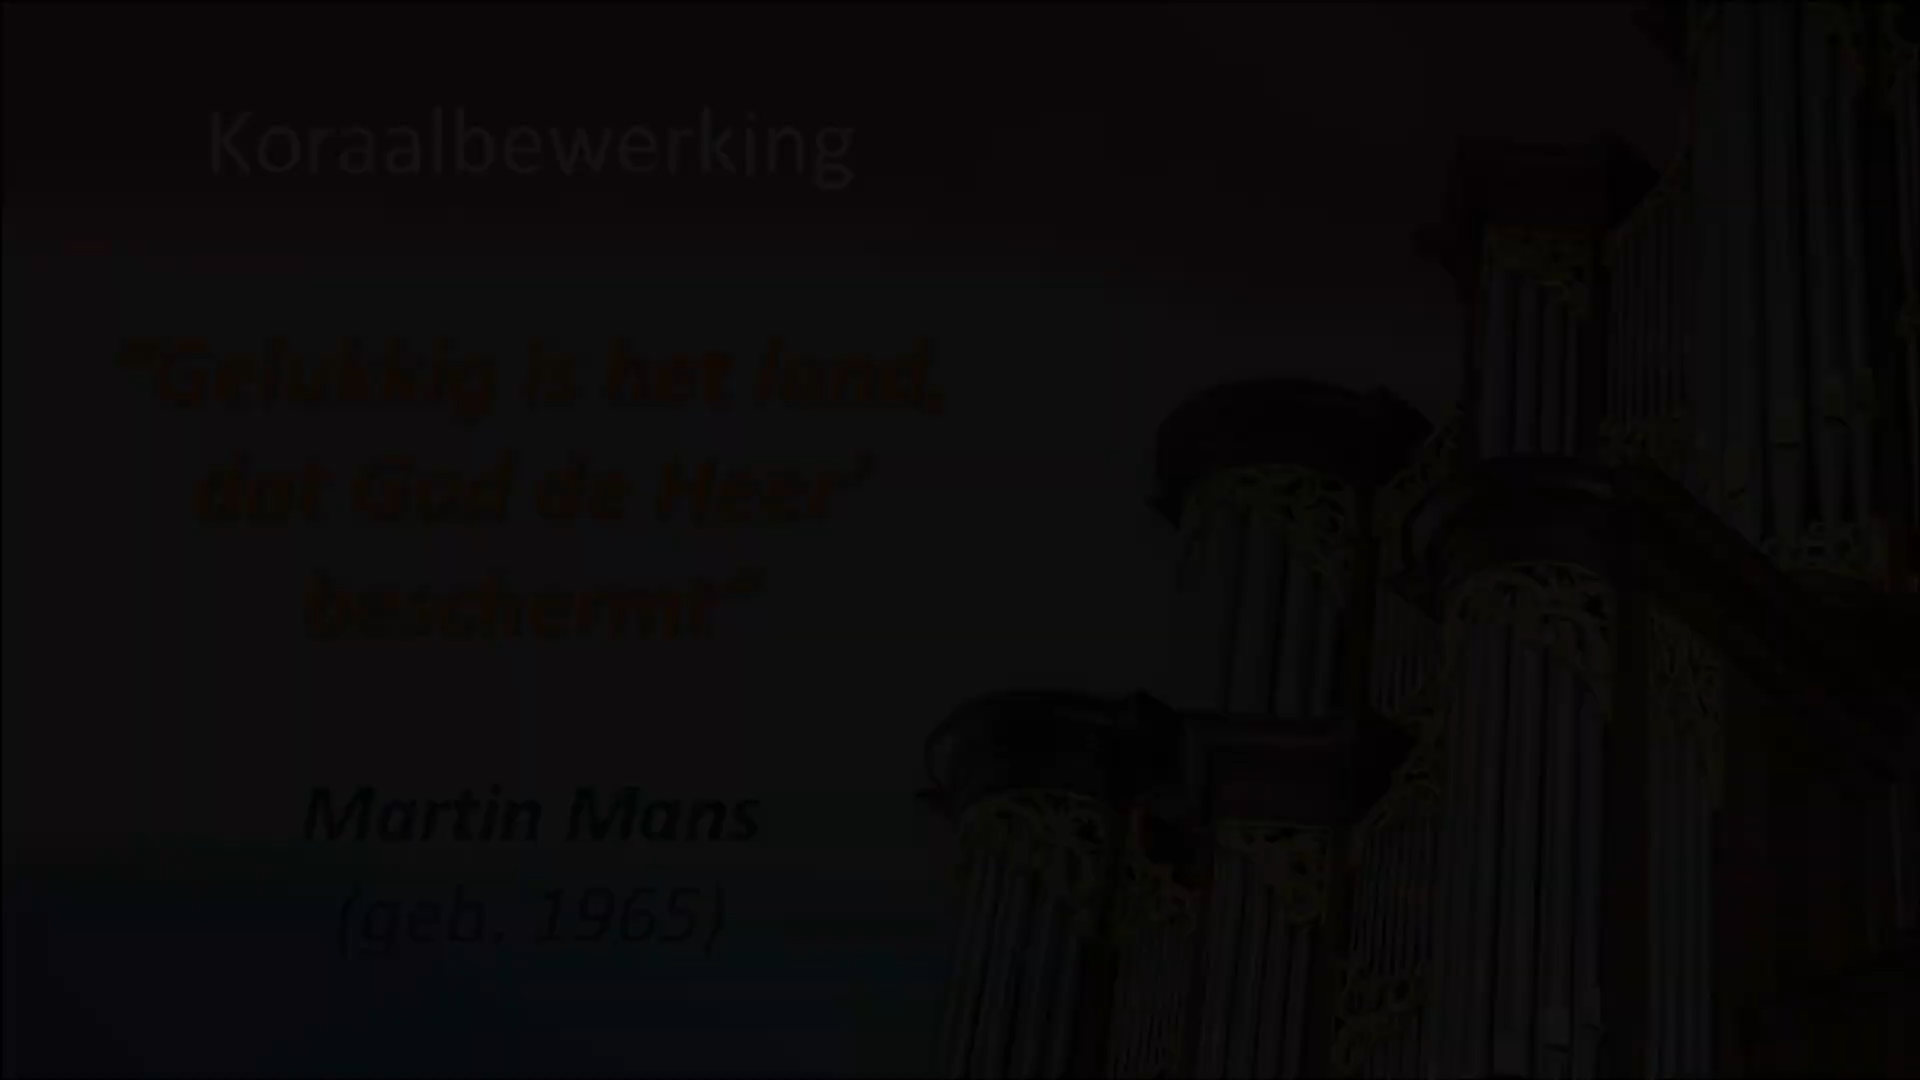 Koraalbewerking
"Gelukkig is het land,
dat God de Heer'
beschermt"
Martin Mans
(geb. 1965)